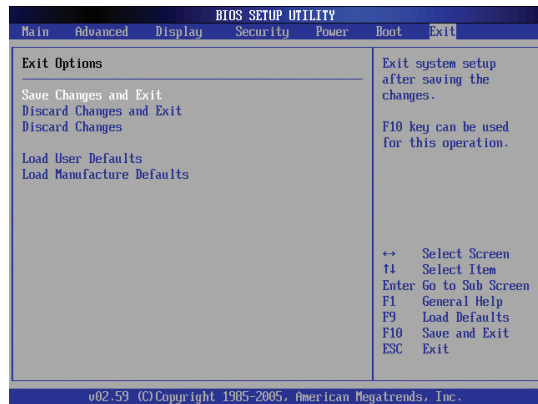 BIOS SETUP UTILITY
Main Advanced Display Security Power Boot Exit
Exit Options
Save Changes and Exit
Discard Changes and Exit
Discard Changes
Load User Defaults
Load Manufacture Defaults
Exit system setup
after saving the
changes.
F10 key can be used
for this operation.
↔ Select Screen
↑↓ Select Item
Enter Go to Sub Screen
F1 General Help
F9 Load Defaults
F10 Save and Exit
ESC Exit
v02.59 (C)Copyright 1985-2005, American Megatrends, Inc.